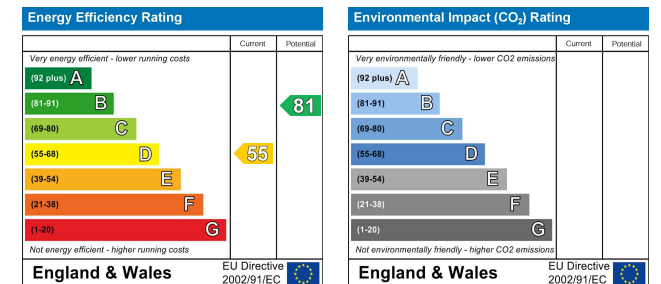 Energy Efficiency Rating
Current Potential
Very energy efficient - lower running costs
(92 plus) A
(81-91) B
81
(69-80) C
(55-68) D
55
(39-54) E
(21-38) F
(1-20) G
Not energy efficient - higher running costs
England & Wales
EU Directive
2002/91/EC
Environmental Impact (CO2) Rating
Current Potential
Very environmentally friendly - lower CO2 emissions
(92 plus) A
(81-91) B
(69-80) C
(55-68) D
(39-54) E
(21-38) F
(1-20) G
Not environmentally friendly - higher CO2 emissions
England & Wales
EU Directive
2002/91/EC